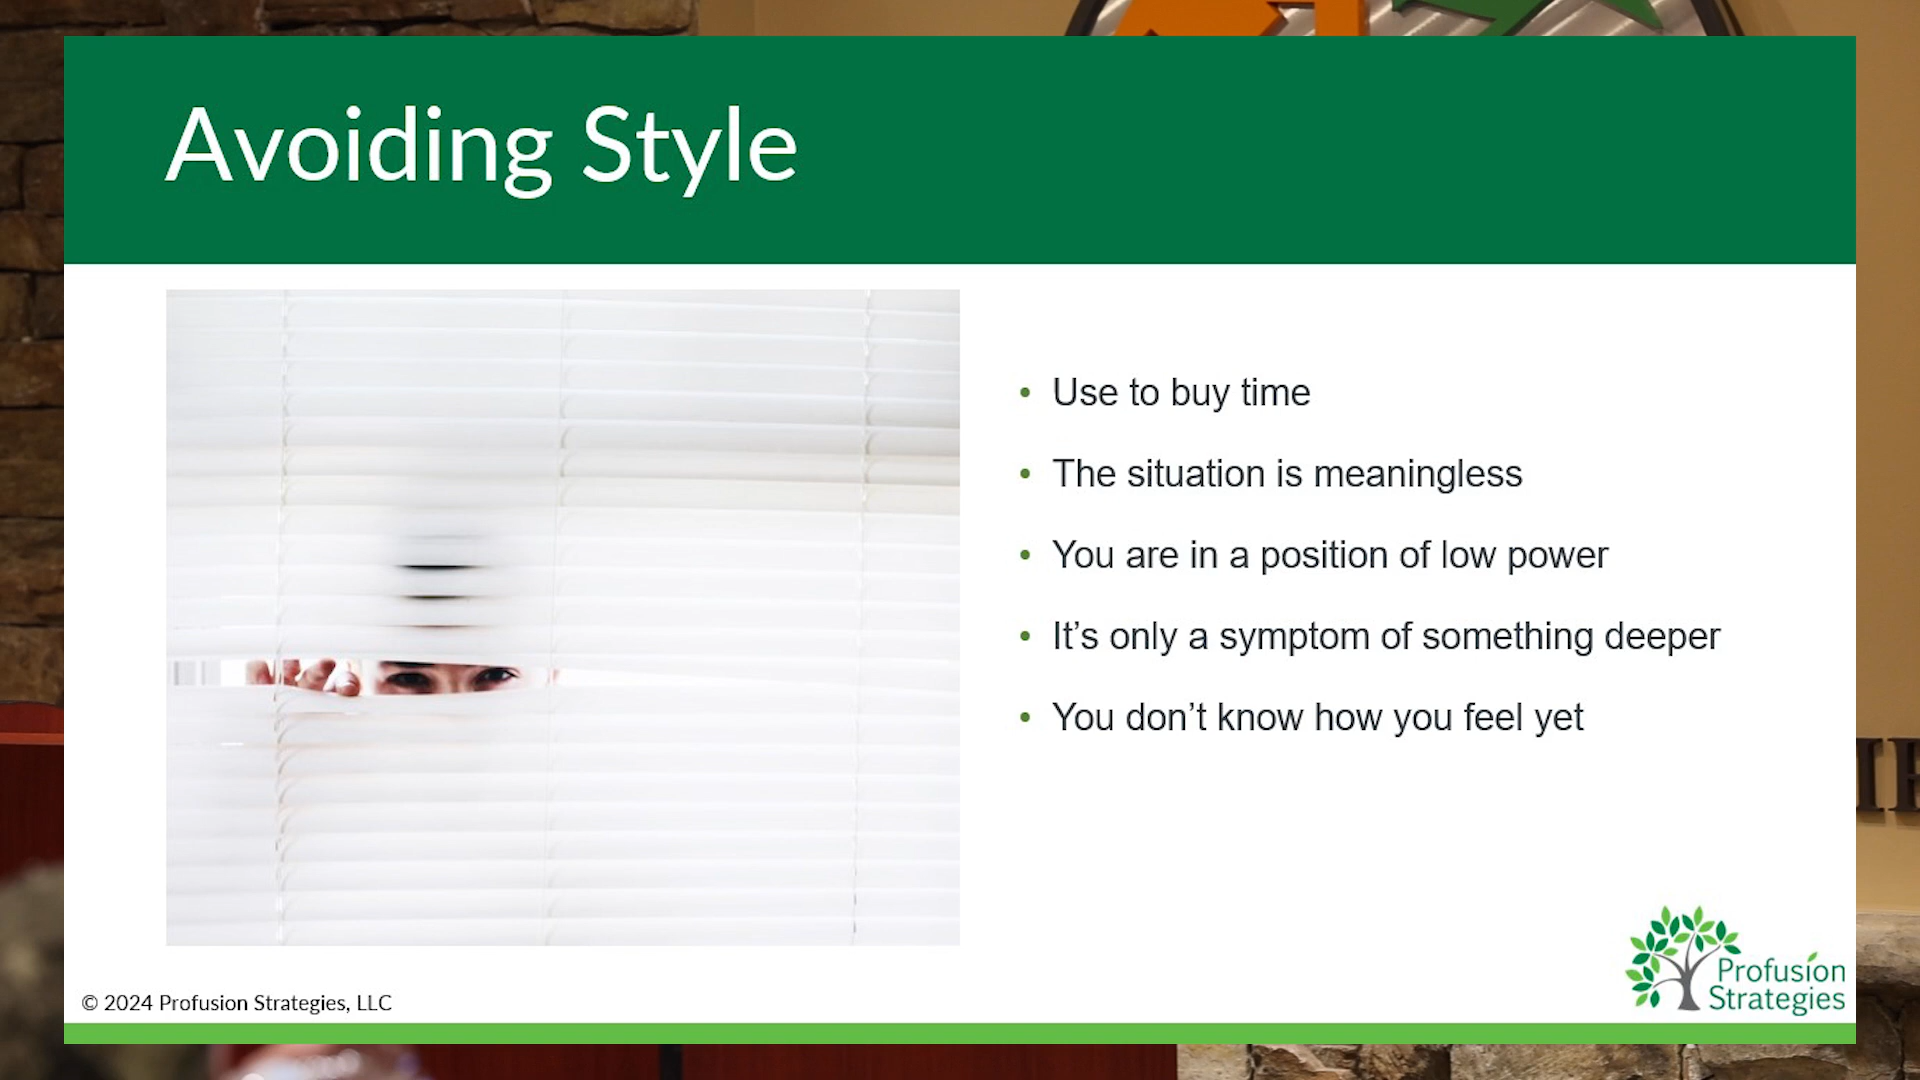 Avoiding Style
• Use to buy time
• The situation is meaningless
• You are in a position of low power
• It’s only a symptom of something deeper
• You don’t know how you feel yet
© 2024 Profusion Strategies, LLC
Profusion
Strategies